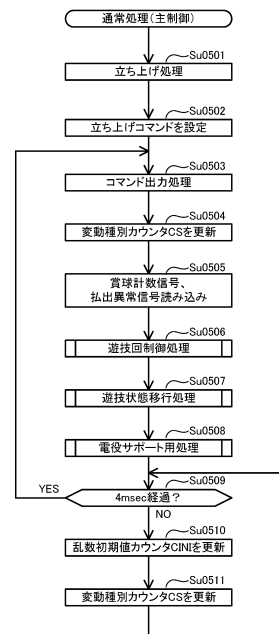 通常処理(主制御)
Su0501
立ち上げ処理
Su0502
立ち上げコマンドを設定
Su0503
コマンド出力処理
Su0504
変動種別カウンタCSを更新
Su0505
賞球計数信号、
払出異常信号読み込み
Su0506
遊技回制御処理
Su0507
遊技状態移行処理
Su0508
電役サポート用処理
Su0509
YES
4msec経過?
NO
Su0510
乱数初期値カウンタCINIを更新
Su0511
変動種別カウンタCSを更新